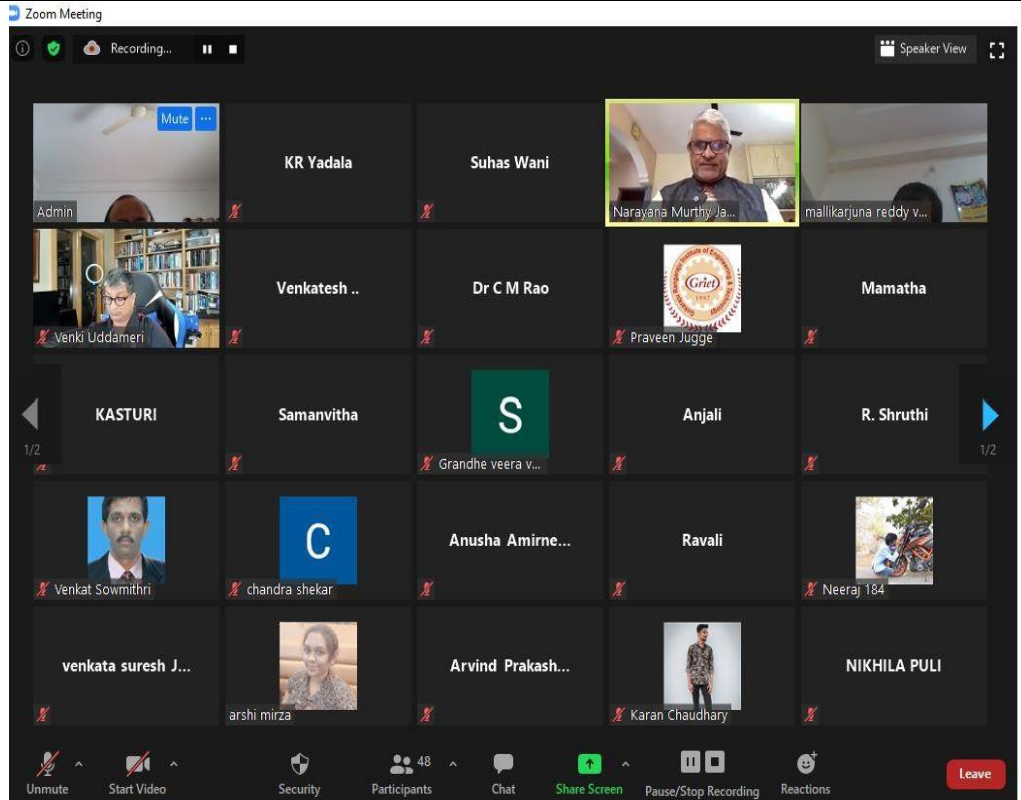 Zoom Meeting
Recording...
Speaker View
Mute ...
Admin
KR Yadala
Suhas Wani
Narayana Murthy Ja...
mallikarjuna reddy v...
Venki Uddameri
Venkatesh ..
Dr C M Rao
Griet
1997
Praveen Jugge
Mamatha
1/2
KASTURI
Samanvitha
S
Grandhe veera v...
Anjali
R. Shruthi
1/2
Venkat Sowmithri
C
chandra shekar
Anusha Amirne...
Ravali
Neeraj 184
venkata suresh J...
arshi mirza
Arvind Prakash...
Karan Chaudhary
NIKHILA PULI
Unmute
Start Video
Security
48
Participants
Chat
Share Screen
Pause/Stop Recording
Reactions
Leave